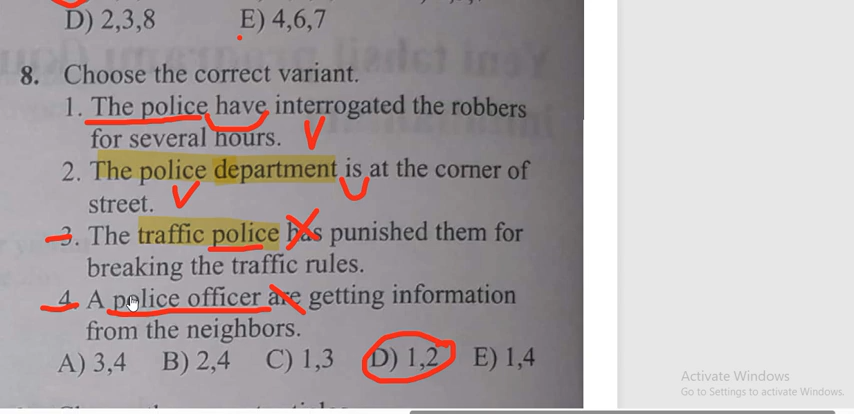 D) 2,3,8 E) 4,6,7
8. Choose the correct variant.
1. The police have interrogated the robbers
for several hours.
2. The police department is at the corner of
street.
3. The traffic police has punished them for
breaking the traffic rules.
4. A police officer are getting information
from the neighbors.
A) 3,4 B) 2,4 C) 1,3 D) 1,2 E) 1,4
Activate Windows
Go to Settings to activate Windows.